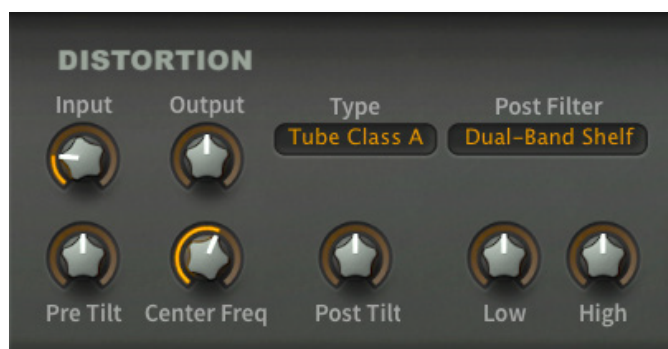 DISTORTION
Input Output Type Post Filter
Tube Class A Dual-Band Shelf
Pre Tilt Center Freq Post Tilt Low High